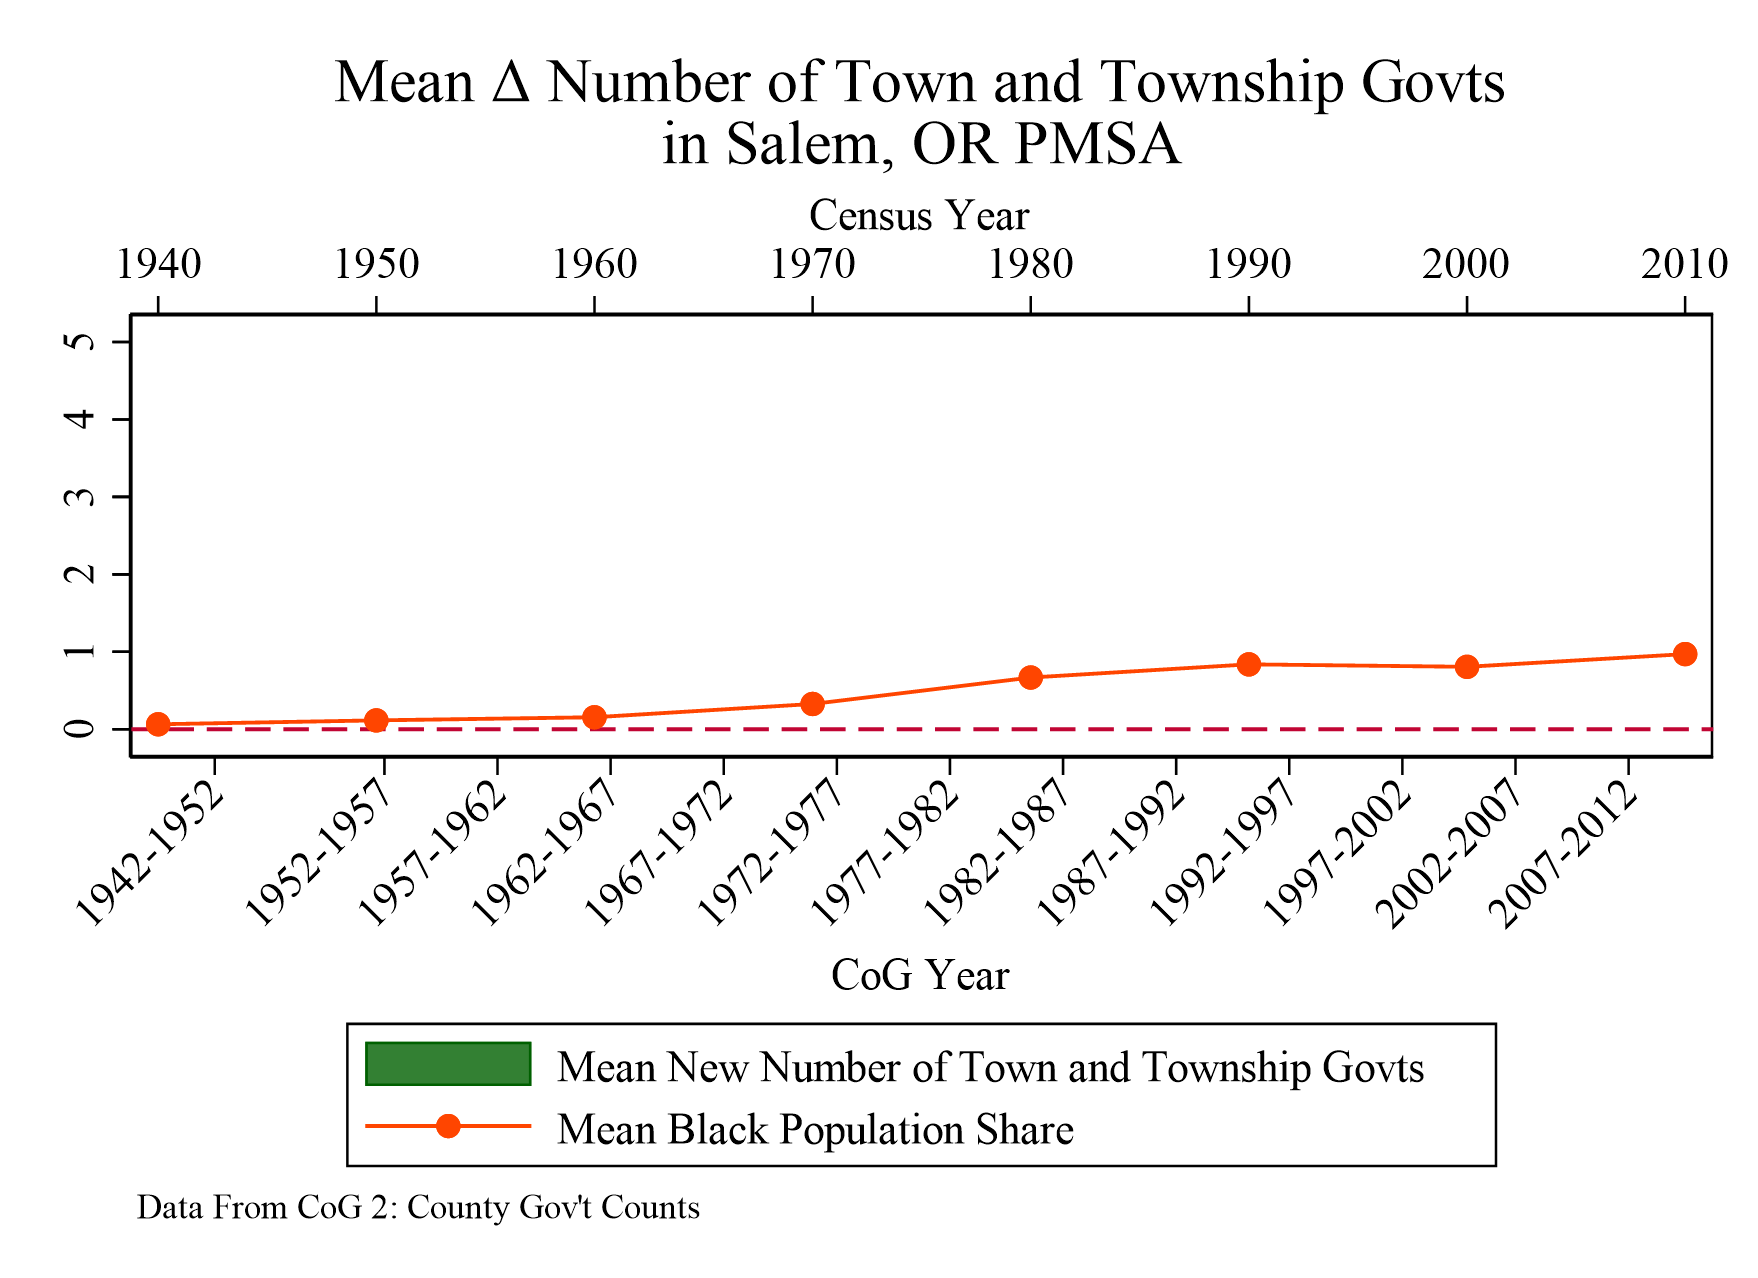 Mean Δ Number of Town and Township Govts
in Salem, OR PMSA
Census Year
1940 1950 1960 1970 1980 1990 2000 2010
5
4
3
2
1
0
1942-1952 1952-1957 1957-1962 1962-1967 1967-1972 1972-1977 1977-1982 1982-1987 1987-1992 1992-1997 1997-2002 2002-2007 2007-2012
CoG Year
Mean New Number of Town and Township Govts
Mean Black Population Share
Data From CoG 2: County Gov't Counts